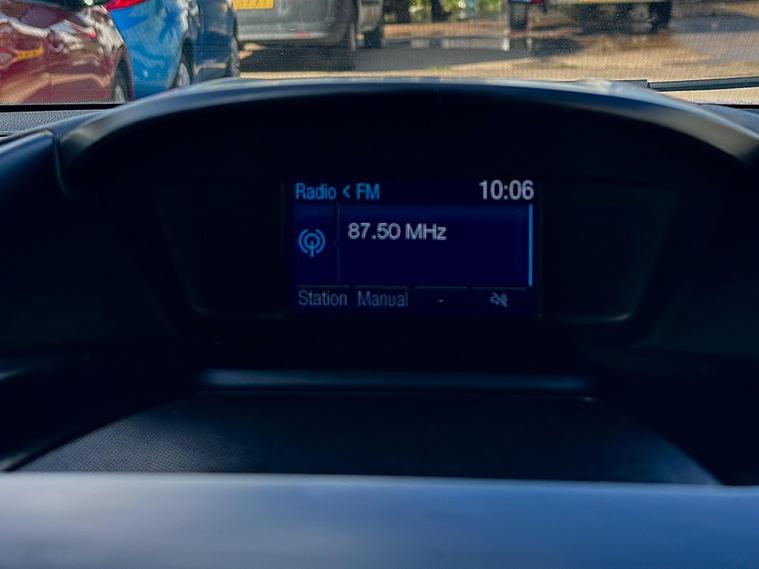 Radio < FM 10:06
87.50 MHz
Station Manual -